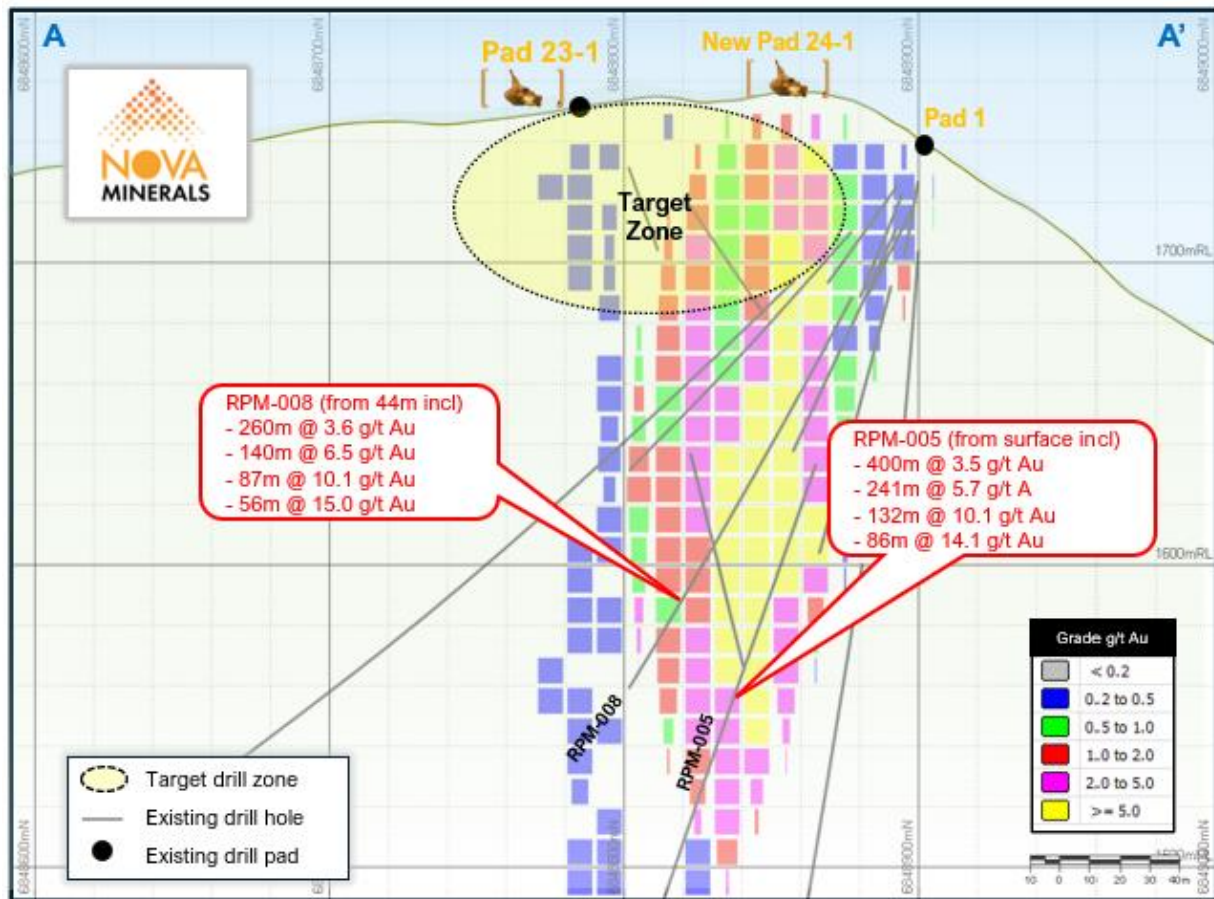 A
A'
6848600mN
6848700mN
6848800mN
6848900mN
6849000mN
Pad 23-1
New Pad 24-1
Pad 1
NOVA
MINERALS
Target
Zone
1700mRL
RPM-008 (from 44m incl)
- 260m @ 3.6 g/t Au
- 140m @ 6.5 g/t Au
- 87m @ 10.1 g/t Au
- 56m @ 15.0 g/t Au
RPM-005 (from surface incl)
- 400m @ 3.5 g/t Au
- 241m @ 5.7 g/t A
- 132m @ 10.1 g/t Au
- 86m @ 14.1 g/t Au
1600mRL
RPM-008
RPM-005
Grade g/t Au
< 0.2
0.2 to 0.5
0.5 to 1.0
1.0 to 2.0
2.0 to 5.0
>= 5.0
Target drill zone
Existing drill hole
Existing drill pad
6848600mN
6848900mN
10 0 10 20 30 40m